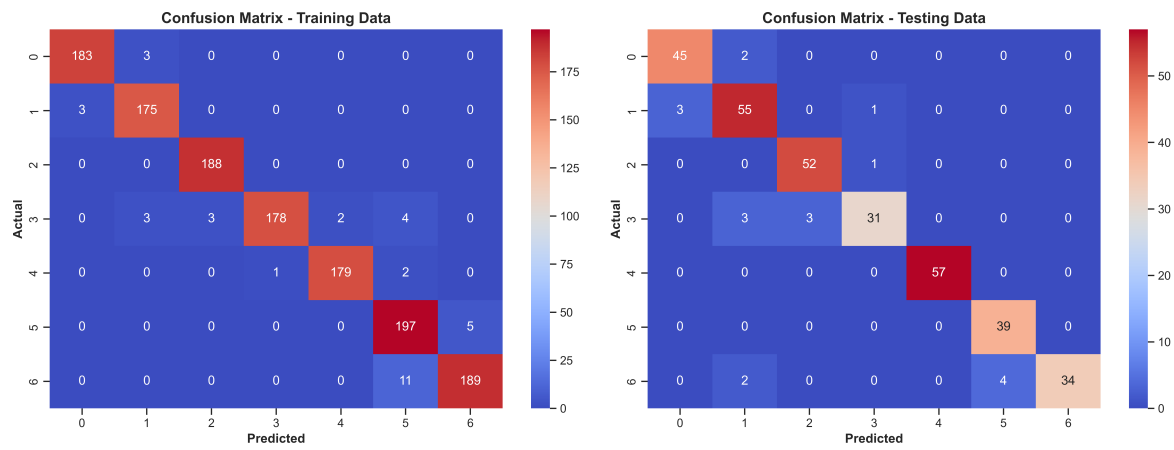 Confusion Matrix - Training Data
0 183 3 0 0 0 0 0
1 3 175 0 0 0 0 0
2 0 0 188 0 0 0 0
3 0 3 3 178 2 4 0
4 0 0 0 1 179 2 0
5 0 0 0 0 0 197 5
6 0 0 0 0 0 11 189
0 1 2 3 4 5 6
Predicted
Actual
175
150
125
100
75
50
25
0
Confusion Matrix - Testing Data
0 45 2 0 0 0 0 0
1 3 55 0 1 0 0 0
2 0 0 52 1 0 0 0
3 0 3 3 31 0 0 0
4 0 0 0 0 57 0 0
5 0 0 0 0 0 39 0
6 0 2 0 0 0 4 34
0 1 2 3 4 5 6
Predicted
Actual
50
40
30
20
10
0